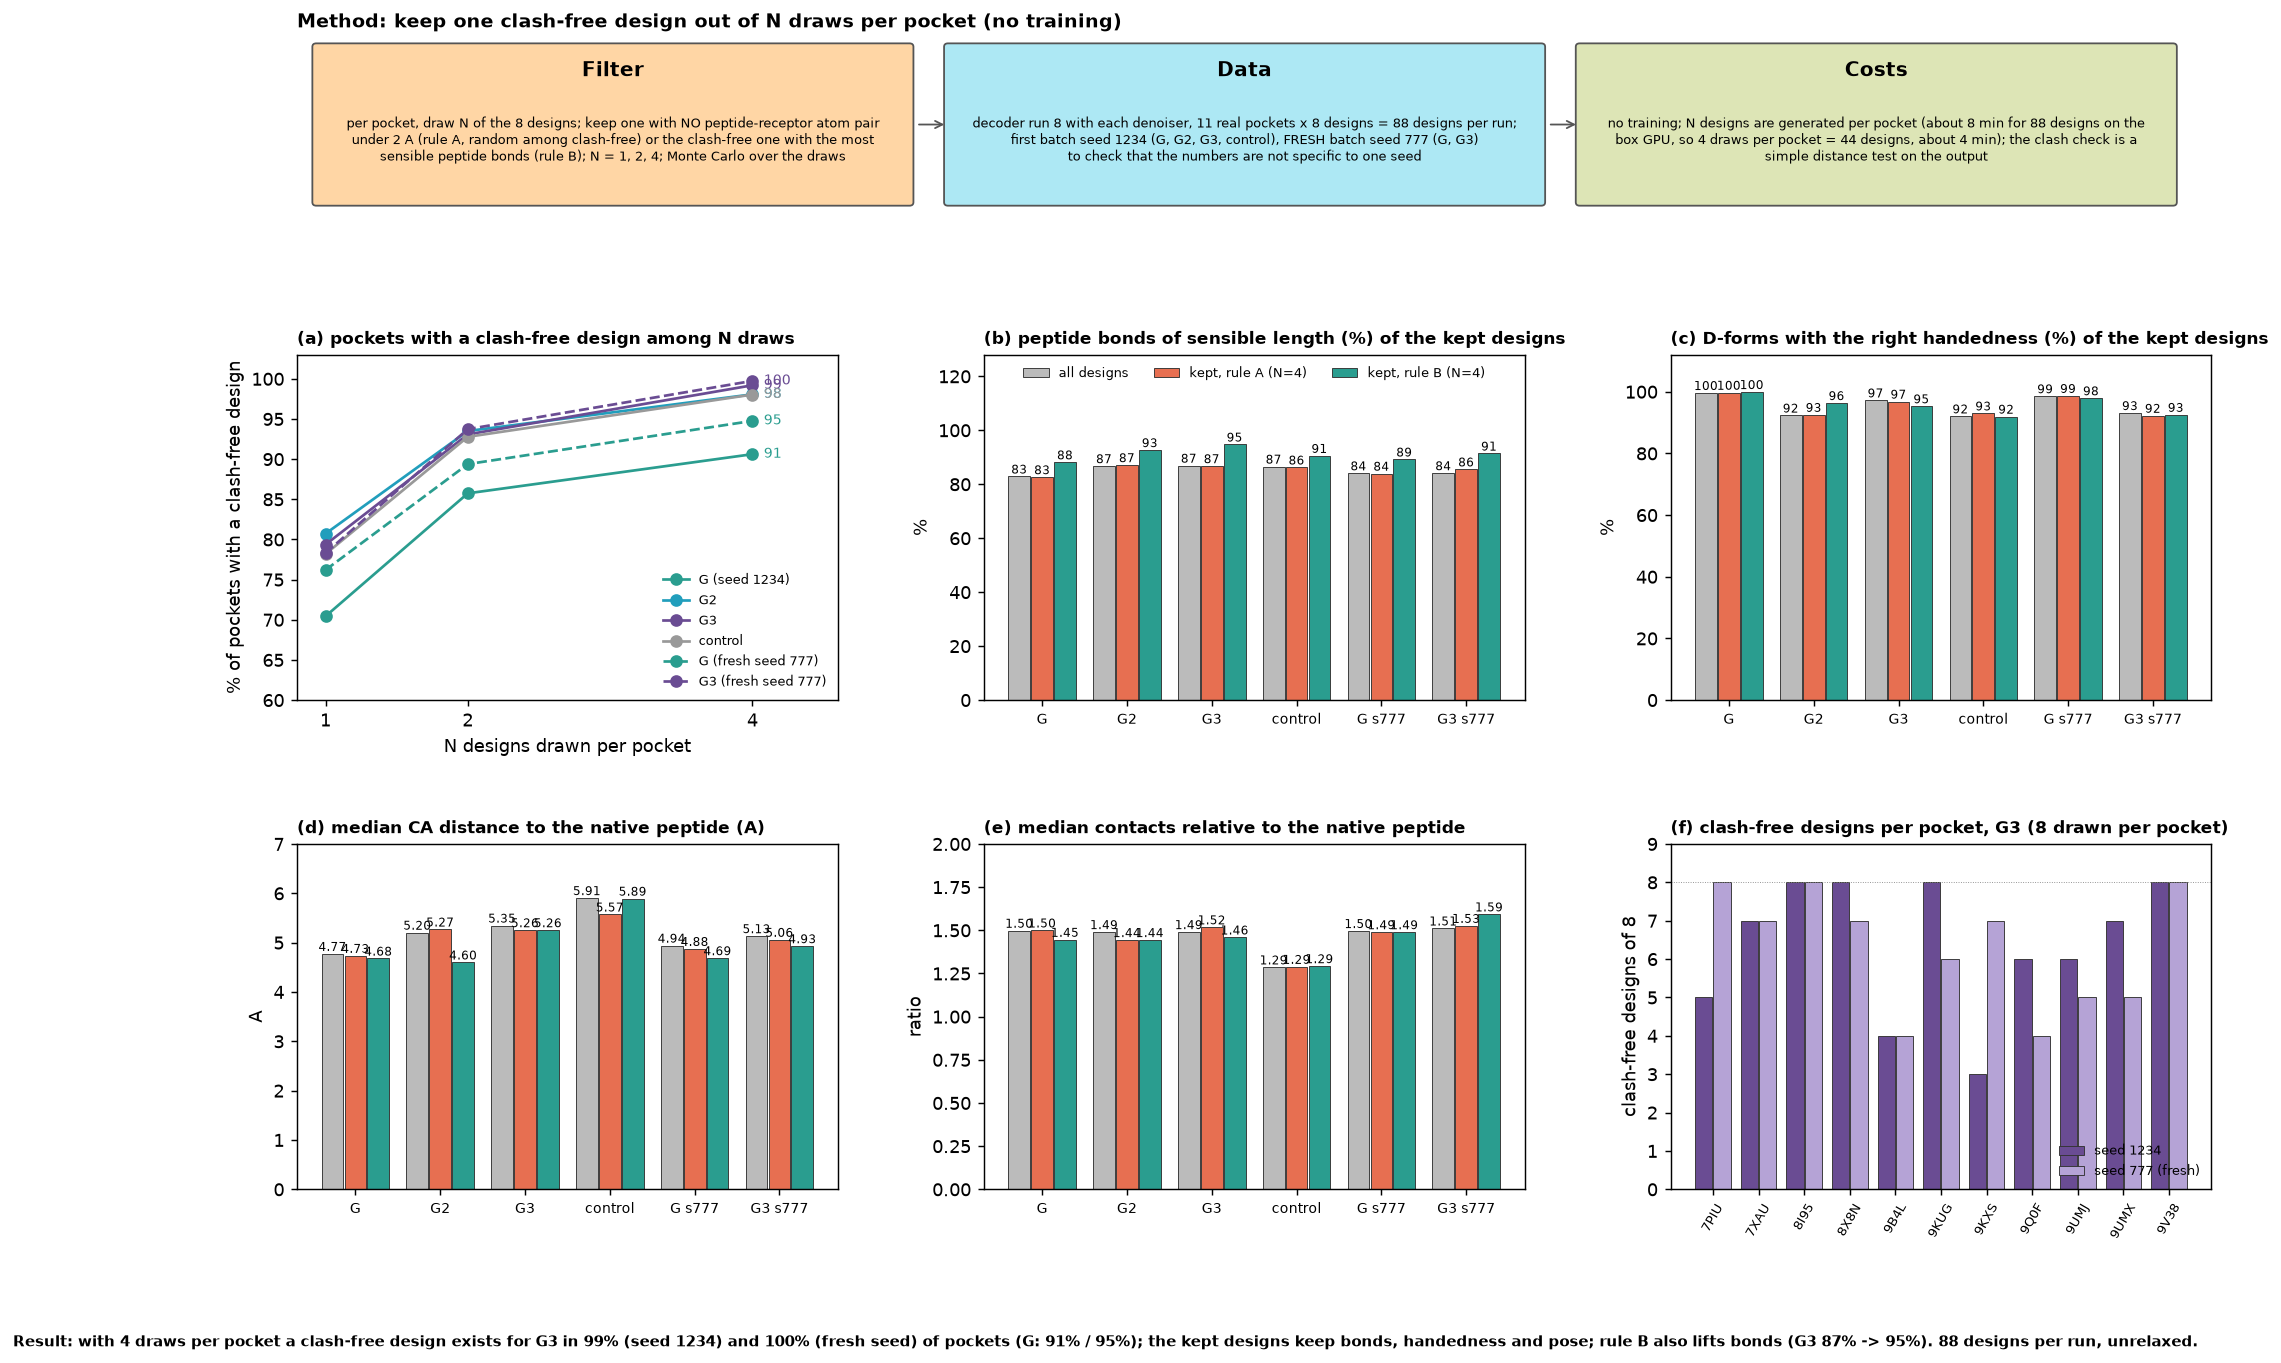 Method: keep one clash-free design out of N draws per pocket (no training)
Filter
per pocket, draw N of the 8 designs; keep one with NO peptide-receptor atom pair
under 2 A (rule A, random among clash-free) or the clash-free one with the most
sensible peptide bonds (rule B); N = 1, 2, 4; Monte Carlo over the draws
Data
decoder run 8 with each denoiser, 11 real pockets x 8 designs = 88 designs per run;
first batch seed 1234 (G, G2, G3, control), FRESH batch seed 777 (G, G3)
to check that the numbers are not specific to one seed
Costs
no training; N designs are generated per pocket (about 8 min for 88 designs on the
box GPU, so 4 draws per pocket = 44 designs, about 4 min); the clash check is a
simple distance test on the output
(a) pockets with a clash-free design among N draws
% of pockets with a clash-free design
100
95
90
85
80
75
70
65
60
100
99
98
95
91
G (seed 1234)
G2
G3
control
G (fresh seed 777)
G3 (fresh seed 777)
1 2 4
N designs drawn per pocket
(b) peptide bonds of sensible length (%) of the kept designs
%
120
100
80
60
40
20
0
all designs kept, rule A (N=4) kept, rule B (N=4)
83 83 88 87 87 93 87 87 95 87 86 91 84 84 89 84 86 91
G G2 G3 control G s777 G3 s777
(c) D-forms with the right handedness (%) of the kept designs
%
100
80
60
40
20
0
100 100 100 92 93 96 97 97 95 92 93 92 99 99 98 93 92 93
G G2 G3 control G s777 G3 s777
(d) median CA distance to the native peptide (A)
A
7
6
5
4
3
2
1
0
4.77 4.73 4.68 5.20 5.27 4.60 5.35 5.26 5.26 5.91 5.57 5.89 4.94 4.88 4.69 5.13 5.06 4.93
G G2 G3 control G s777 G3 s777
(e) median contacts relative to the native peptide
ratio
2.00
1.75
1.50
1.25
1.00
0.75
0.50
0.25
0.00
1.50 1.50 1.45 1.49 1.44 1.44 1.49 1.52 1.46 1.29 1.29 1.29 1.50 1.49 1.49 1.51 1.53 1.59
G G2 G3 control G s777 G3 s777
(f) clash-free designs per pocket, G3 (8 drawn per pocket)
clash-free designs of 8
9
8
7
6
5
4
3
2
1
0
seed 1234
seed 777 (fresh)
7PIU 7XAU 8I95 8X8N 9B4L 9KUG 9KXS 9Q0F 9UMJ 9UMX 9V38
Result: with 4 draws per pocket a clash-free design exists for G3 in 99% (seed 1234) and 100% (fresh seed) of pockets (G: 91% / 95%); the kept designs keep bonds, handedness and pose; rule B also lifts bonds (G3 87% -> 95%). 88 designs per run, unrelaxed.